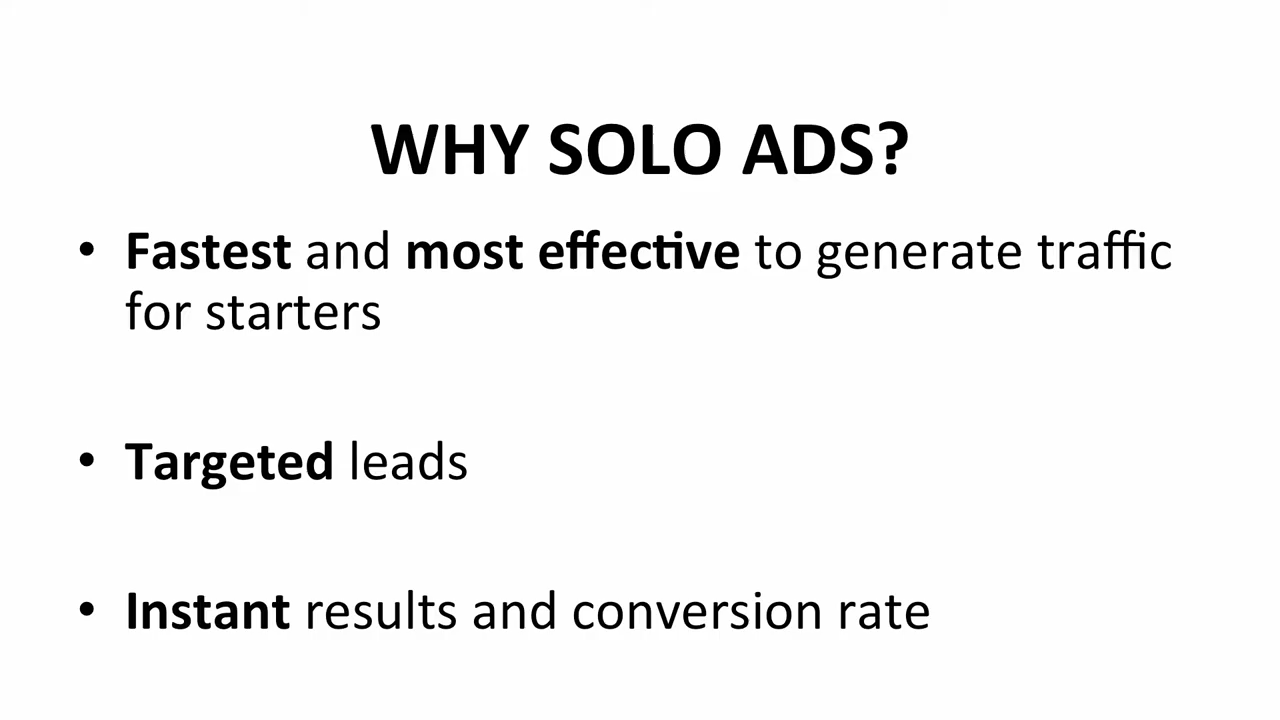 WHY SOLO ADS?
• Fastest and most effective to generate traffic
for starters
• Targeted leads
• Instant results and conversion rate